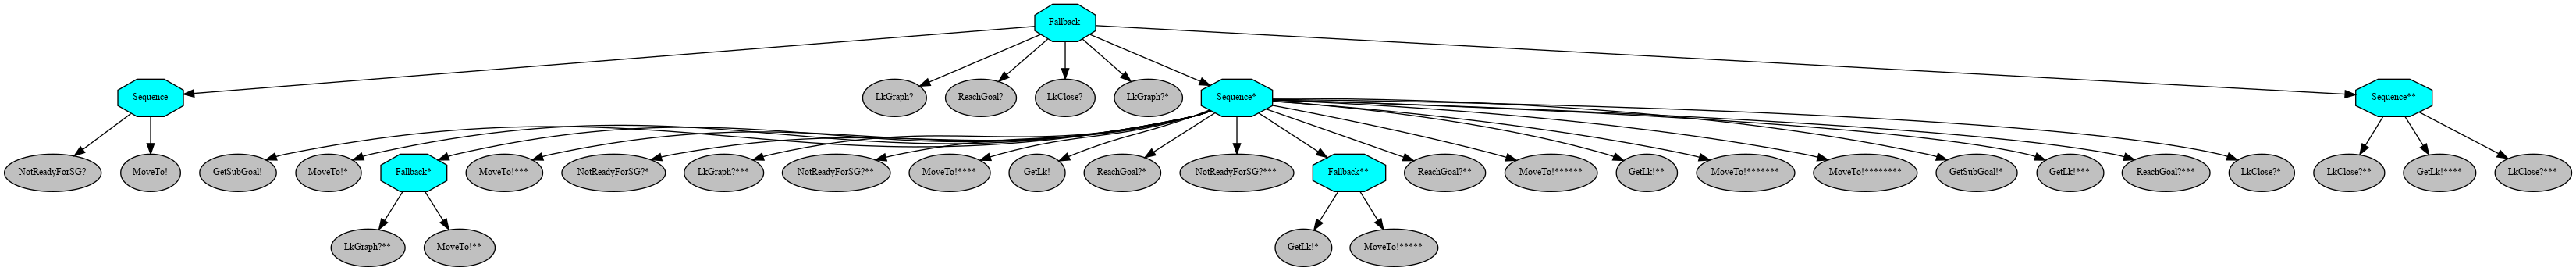 Fallback
Sequence
LkGraph?
ReachGoal?
LkClose?
LkGraph?*
Sequence*
Sequence**
NotReadyForSG?
MoveTo!
GetSubGoal!
MoveTo!*
Fallback*
MoveTo!***
NotReadyForSG?*
LkGraph?***
NotReadyForSG?**
MoveTo!****
GetLk!
ReachGoal?*
NotReadyForSG?***
Fallback**
ReachGoal?**
MoveTo!******
GetLk!**
MoveTo!*******
MoveTo!********
GetSubGoal!*
GetLk!***
ReachGoal?***
LkClose?*
LkClose?**
GetLk!****
LkClose?***
LkGraph?**
MoveTo!**
GetLk!*
MoveTo!*****